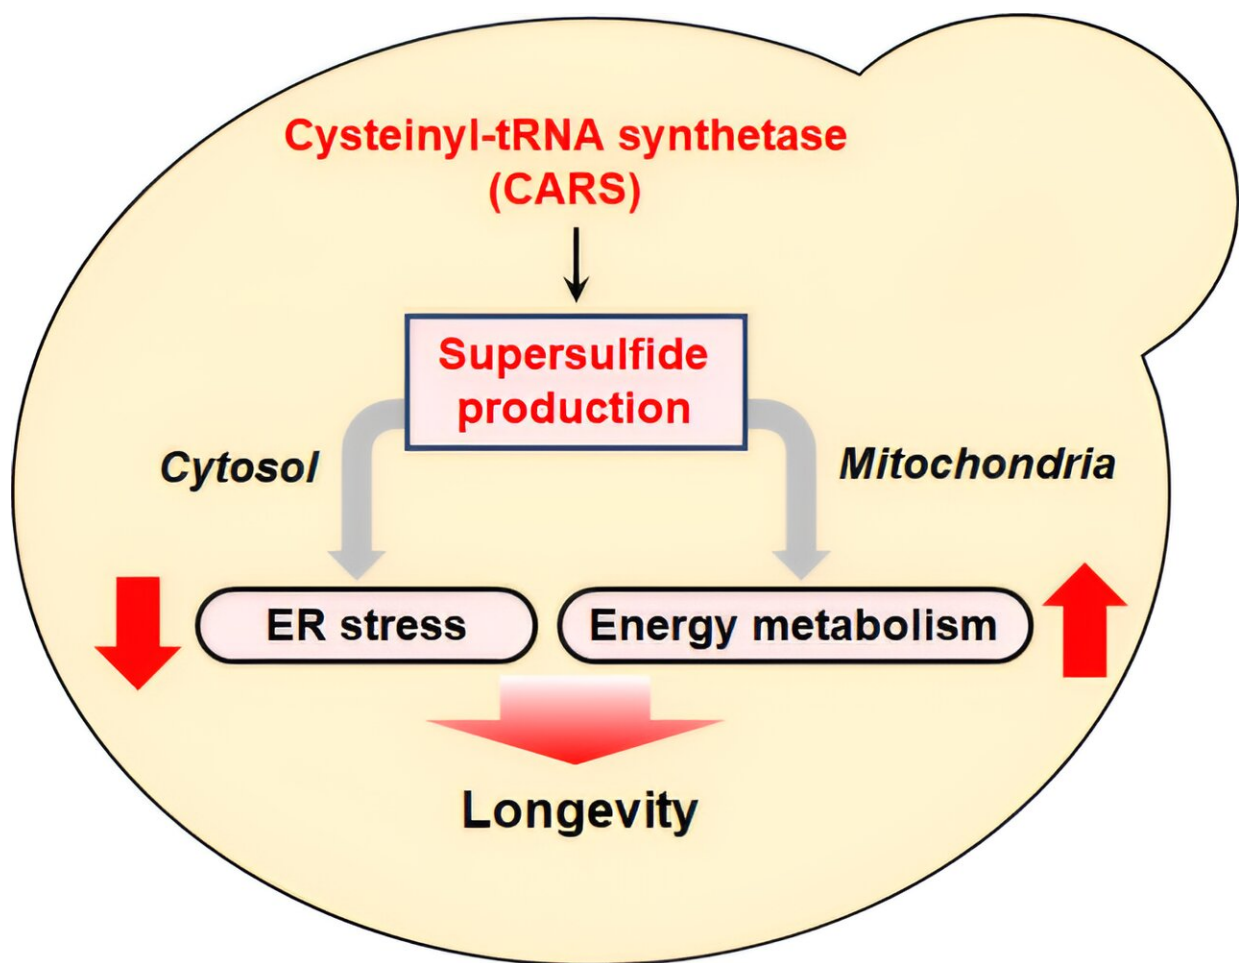 Cysteinyl-tRNA synthetase
(CARS)
Supersulfide
production
Cytosol
Mitochondria
ER stress
Energy metabolism
Longevity